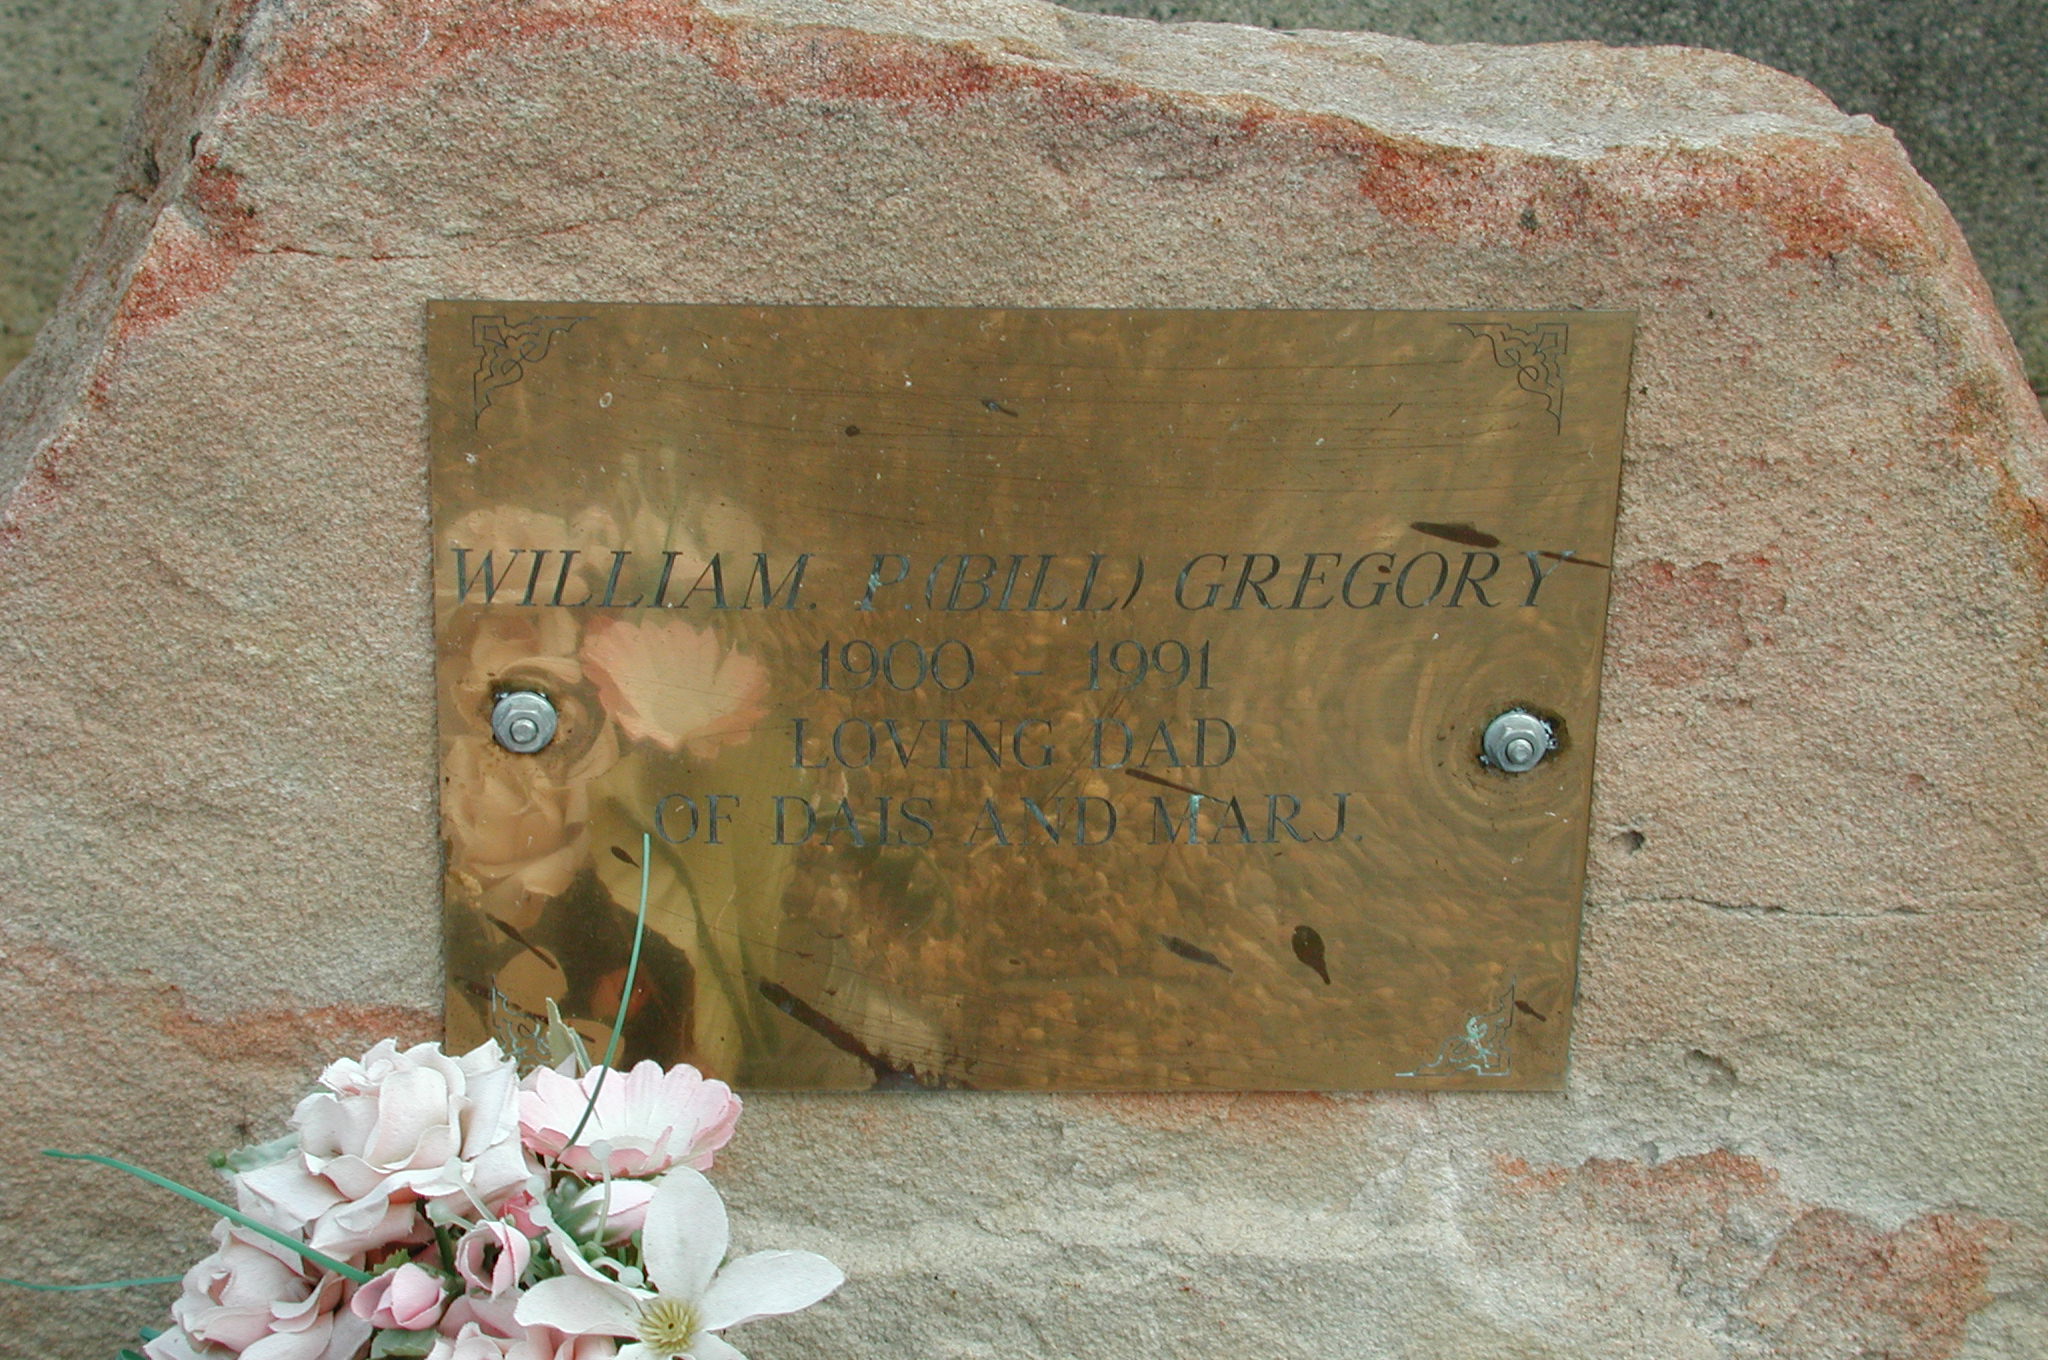 WILLIAM. P.(BILL) GREGORY
1900 - 1991
LOVING DAD
OF DAIS AND MARJ.